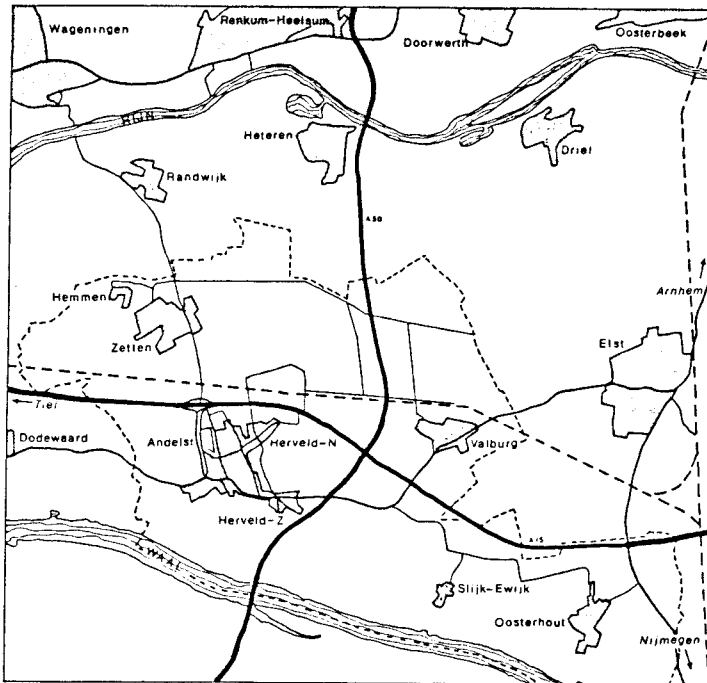 Renkum-Heelsum
Wageningen
Doorwerth
Oosterbeek
RIJN
Heteren
Driel
Randwijk
A50
Hemmen
Arnhem
Zetten
Elst
Tiel
Dodewaard
Andelst
Herveld-N
Valburg
Herveld-Z
A15
WAAL
Slijk-Ewijk
Oosterhout
Nijmegen